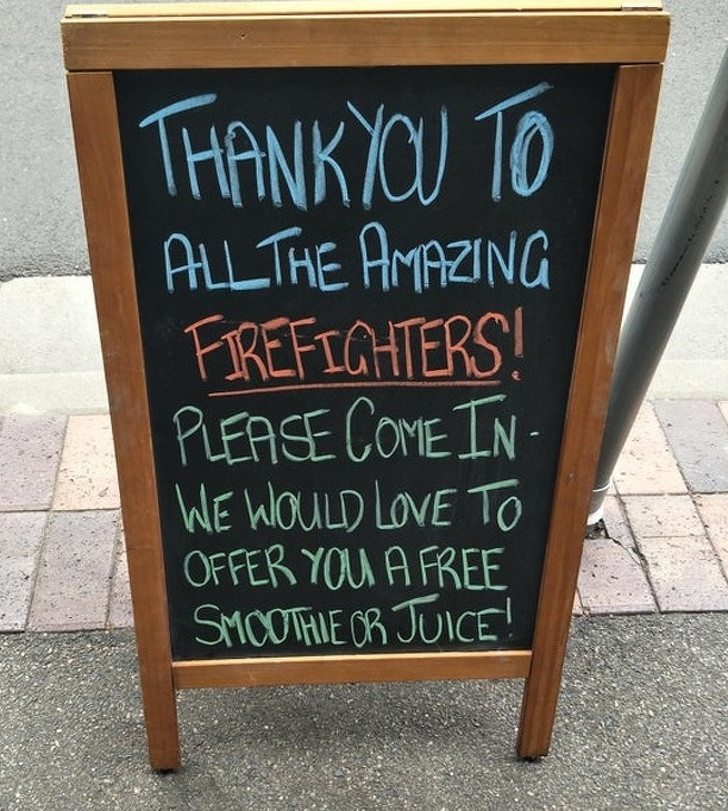 THANK YOU TO
ALL THE AMAZING
FIREFIGHTERS!
PLEASE COME IN -
WE WOULD LOVE TO
OFFER YOU A FREE
SMOOTHIE OR JUICE!